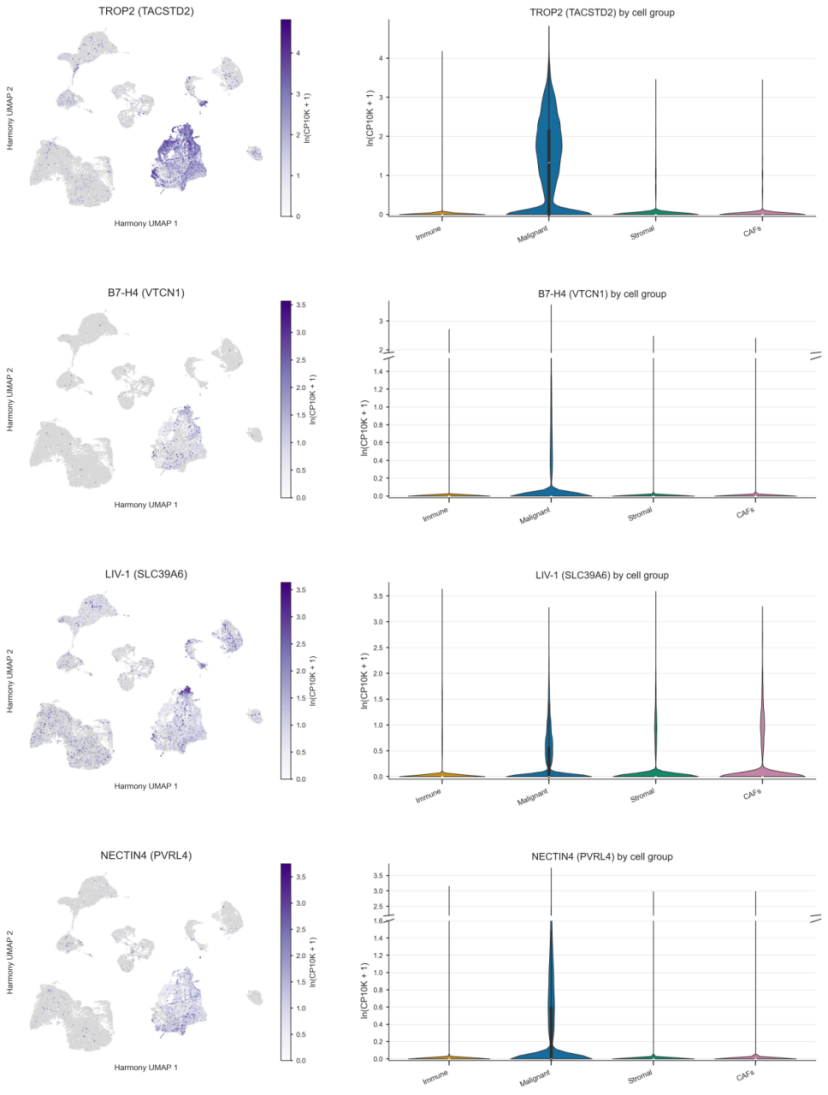 TROP2 (TACSTD2)
Harmony UMAP 2
Harmony UMAP 1
4
3
2
1
0
ln(CP10K + 1)
TROP2 (TACSTD2) by cell group
ln(CP10K + 1)
4
3
2
1
0
Immune
Malignant
Stromal
CAFs
B7-H4 (VTCN1)
Harmony UMAP 2
Harmony UMAP 1
3.5
3.0
2.5
2.0
1.5
1.0
0.5
0.0
ln(CP10K + 1)
B7-H4 (VTCN1) by cell group
ln(CP10K + 1)
3
2
1.4
1.2
1.0
0.8
0.6
0.4
0.2
0.0
Immune
Malignant
Stromal
CAFs
LIV-1 (SLC39A6)
Harmony UMAP 2
Harmony UMAP 1
3.5
3.0
2.5
2.0
1.5
1.0
0.5
0.0
ln(CP10K + 1)
LIV-1 (SLC39A6) by cell group
ln(CP10K + 1)
3.5
3.0
2.5
2.0
1.5
1.0
0.5
0.0
Immune
Malignant
Stromal
CAFs
NECTIN4 (PVRL4)
Harmony UMAP 2
Harmony UMAP 1
3.5
3.0
2.5
2.0
1.5
1.0
0.5
0.0
ln(CP10K + 1)
NECTIN4 (PVRL4) by cell group
ln(CP10K + 1)
3.5
3.0
2.5
1.6
1.4
1.2
1.0
0.8
0.6
0.4
0.2
0.0
Immune
Malignant
Stromal
CAFs